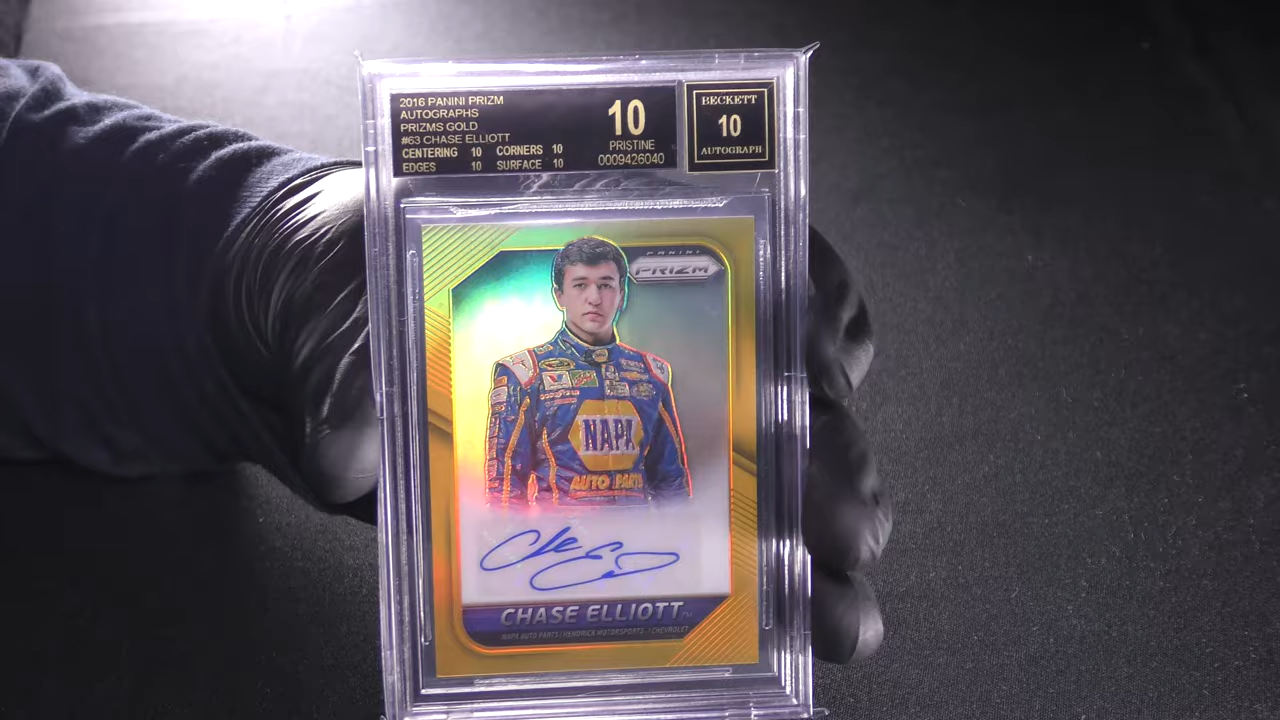 2016 PANINI PRIZM
AUTOGRAPHS
PRIZMS GOLD
#63 CHASE ELLIOTT
CENTERING 10 CORNERS 10
EDGES 10 SURFACE 10
10
PRISTINE
0009426040
BECKETT
10
AUTOGRAPH
PANINI
PRIZM
NAPA
AUTO PARTS
CHASE ELLIOTT™
NAPA AUTO PARTS | HENDRICK MOTORSPORTS | CHEVROLET